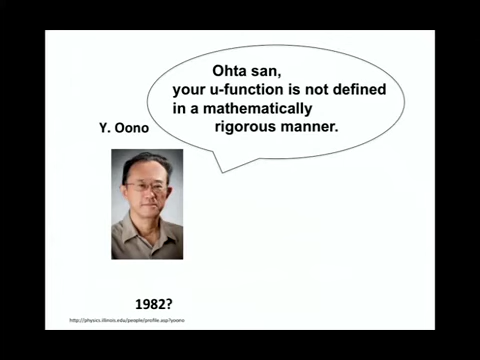 Ohta san,
your u-function is not defined
in a mathematically
rigorous manner.
Y. Oono
1982?
http://physics.illinois.edu/people/profile.asp?yoono